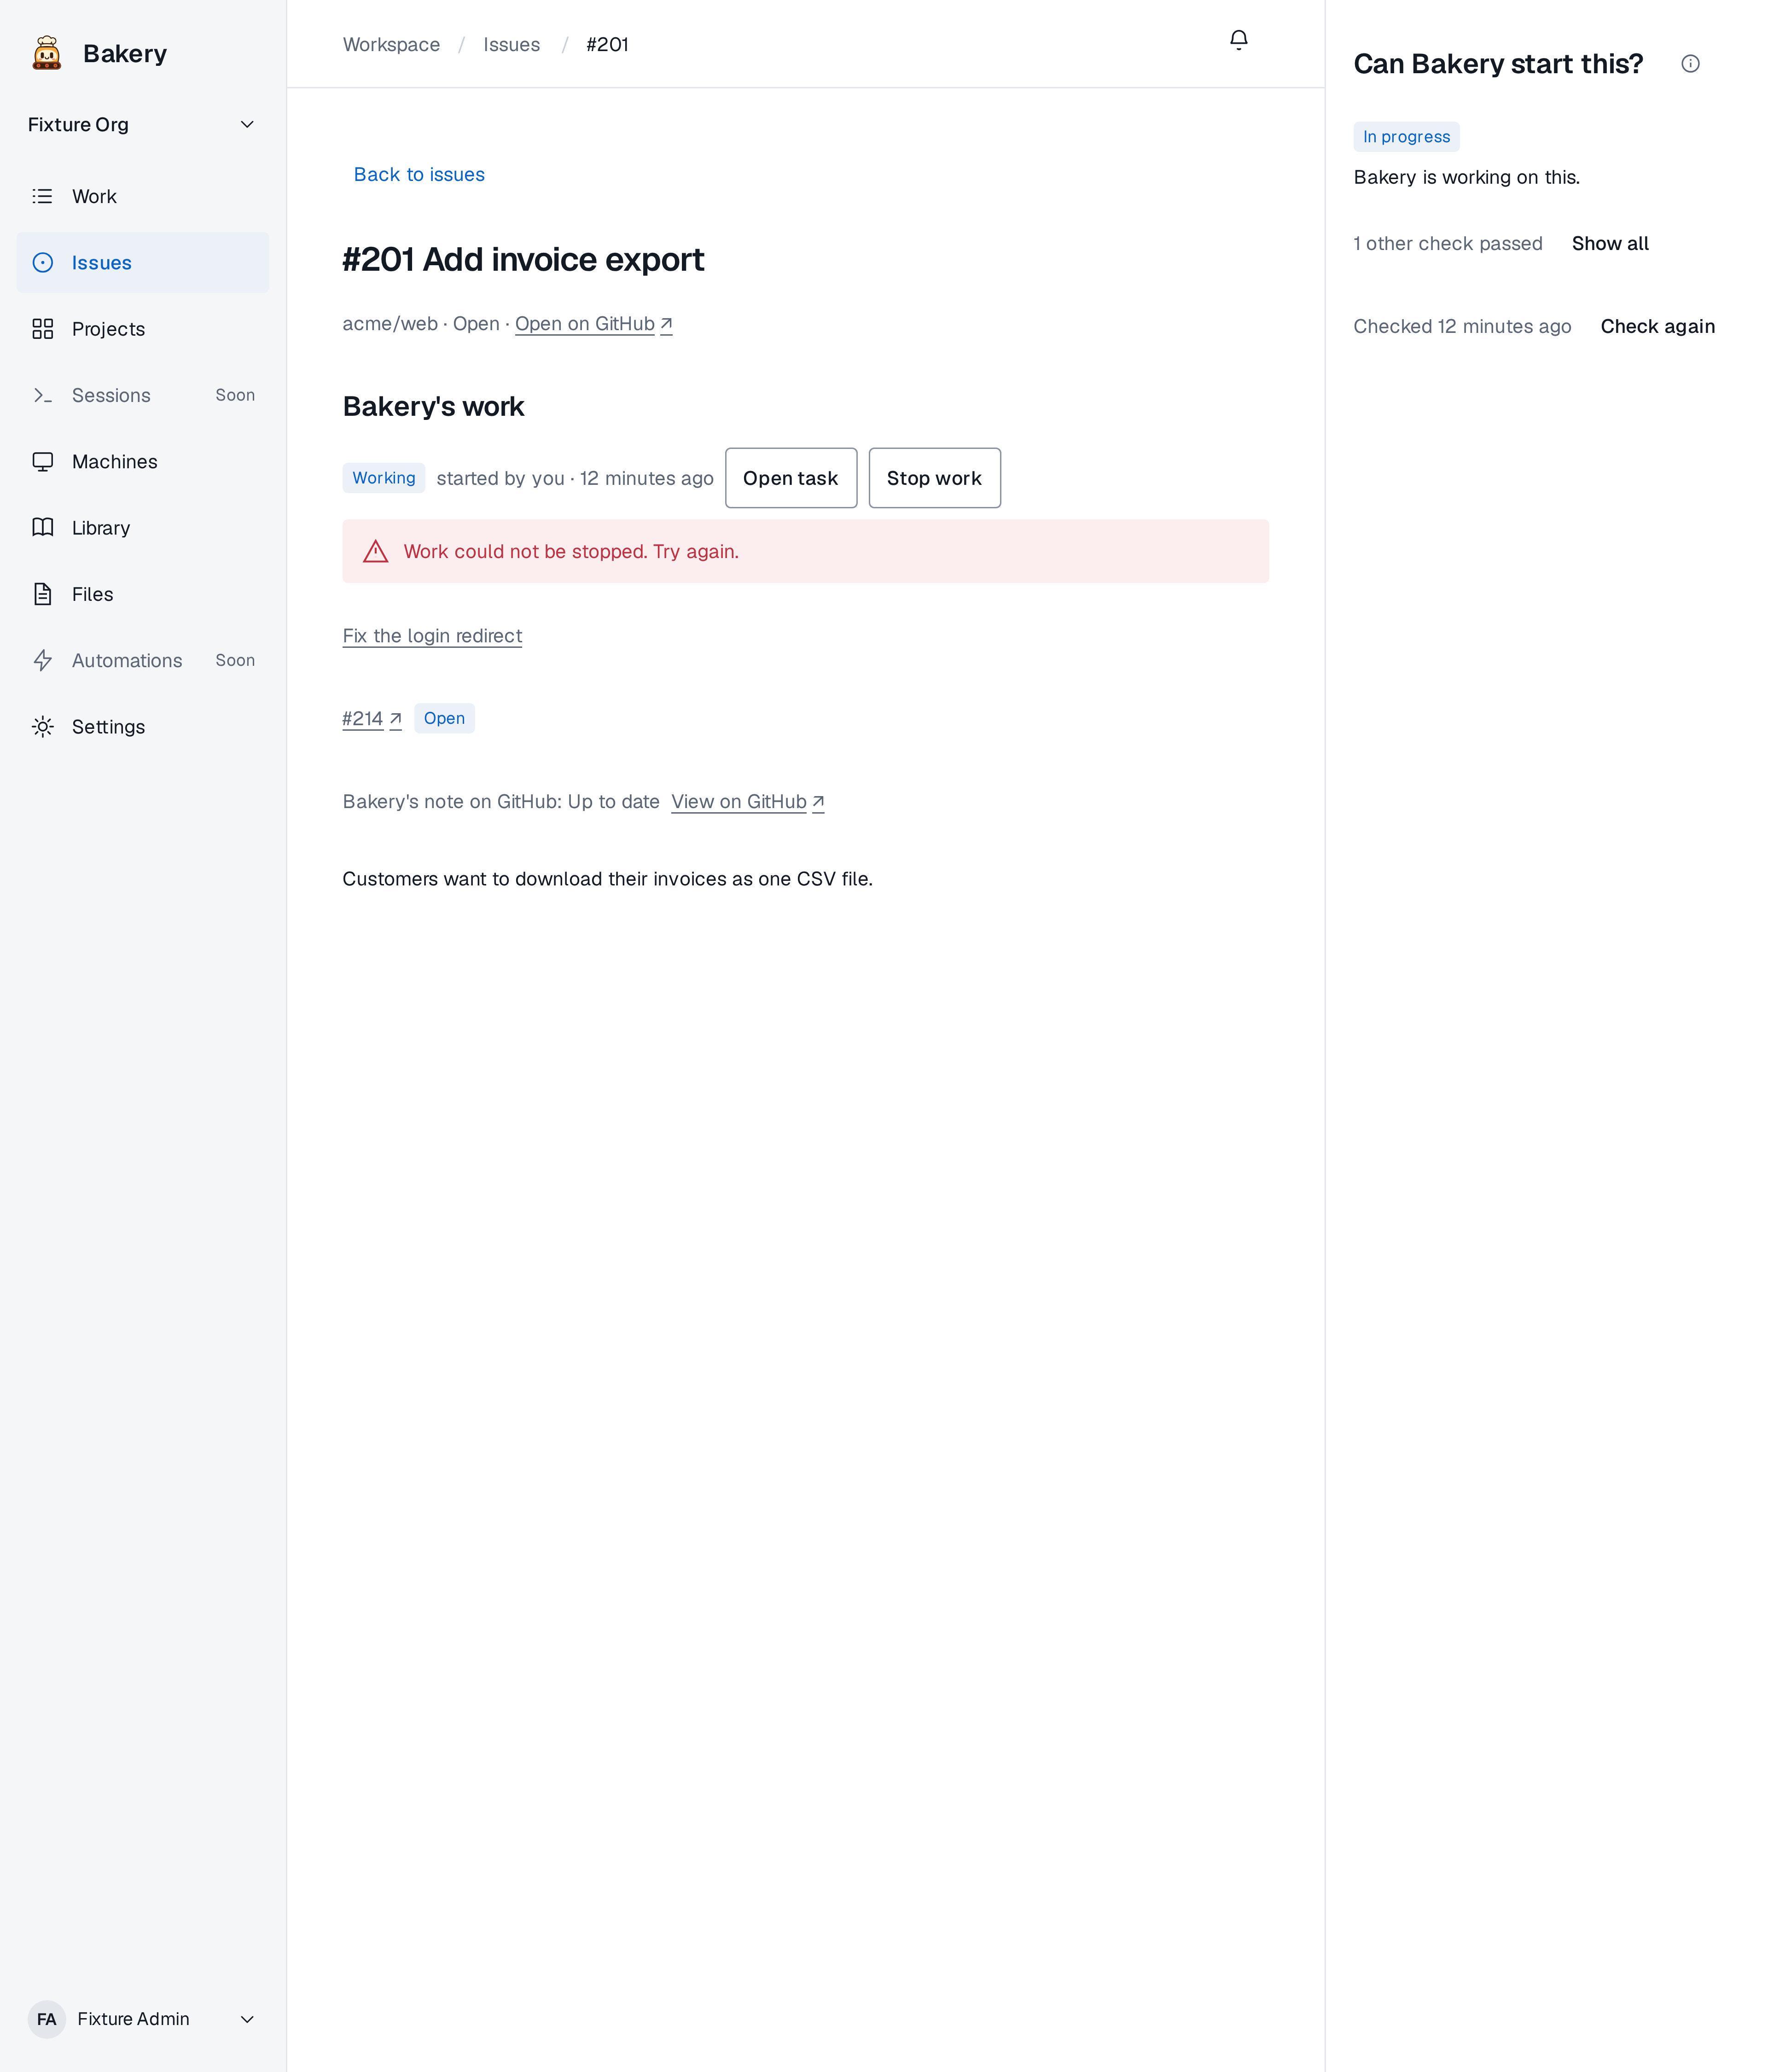 Bakery
Fixture Org
Work
Issues
Projects
Sessions Soon
Machines
Library
Files
Automations Soon
Settings
FA Fixture Admin
Workspace / Issues / #201
Back to issues
#201 Add invoice export
acme/web · Open · Open on GitHub
Bakery's work
Working started by you · 12 minutes ago Open task Stop work
Work could not be stopped. Try again.
Fix the login redirect
#214 Open
Bakery's note on GitHub: Up to date View on GitHub
Customers want to download their invoices as one CSV file.
Can Bakery start this?
In progress
Bakery is working on this.
1 other check passed Show all
Checked 12 minutes ago Check again